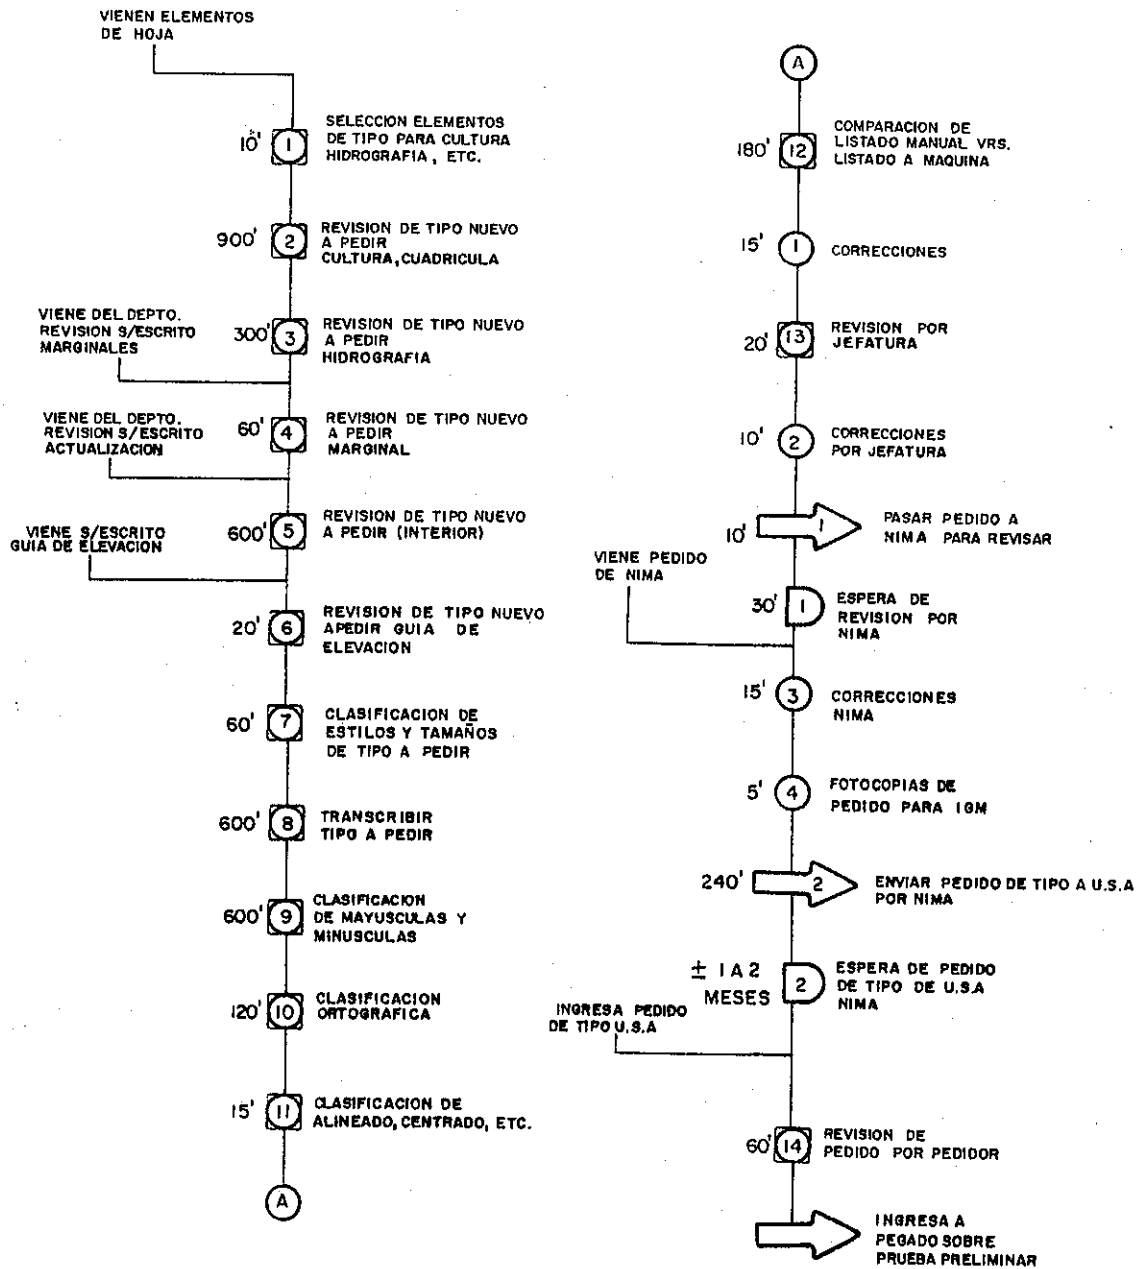 VIENEN ELEMENTOS
DE HOJA
10'
1
SELECCION ELEMENTOS
DE TIPO PARA CULTURA
HIDROGRAFIA, ETC.
900'
2
REVISION DE TIPO NUEVO
A PEDIR
CULTURA, CUADRICULA
VIENE DEL DEPTO.
REVISION S/ESCRITO
MARGINALES
300'
3
REVISION DE TIPO NUEVO
A PEDIR
HIDROGRAFIA
VIENE DEL DEPTO.
REVISION S/ESCRITO
ACTUALIZACION
60'
4
REVISION DE TIPO NUEVO
A PEDIR
MARGINAL
VIENE S/ESCRITO
GUIA DE ELEVACION
600'
5
REVISION DE TIPO NUEVO
A PEDIR (INTERIOR)
20'
6
REVISION DE TIPO NUEVO
APEDIR GUIA DE
ELEVACION
60'
7
CLASIFICACION DE
ESTILOS Y TAMAÑOS
DE TIPO A PEDIR
600'
8
TRANSCRIBIR
TIPO A PEDIR
600'
9
CLASIFICACION
DE MAYUSCULAS Y
MINUSCULAS
120'
10
CLASIFICACION
ORTOGRAFICA
15'
11
CLASIFICACION DE
ALINEADO, CENTRADO, ETC.
A
A
180'
12
COMPARACION DE
LISTADO MANUAL VRS.
LISTADO A MAQUINA
15'
1
CORRECCIONES
20'
13
REVISION POR
JEFATURA
10'
2
CORRECCIONES
POR JEFATURA
10'
1
PASAR PEDIDO A
NIMA PARA REVISAR
VIENE PEDIDO
DE NIMA
30'
1
ESPERA DE
REVISION POR
NIMA
15'
3
CORRECCIONES
NIMA
5'
4
FOTOCOPIAS DE
PEDIDO PARA IGM
240'
2
ENVIAR PEDIDO DE TIPO A U.S.A
POR NIMA
± 1 A 2
MESES
2
ESPERA DE PEDIDO
DE TIPO DE U.S.A
NIMA
INGRESA PEDIDO
DE TIPO U.S.A
60'
14
REVISION DE
PEDIDO POR PEDIDOR
INGRESA A
PEGADO SOBRE
PRUEBA PRELIMINAR